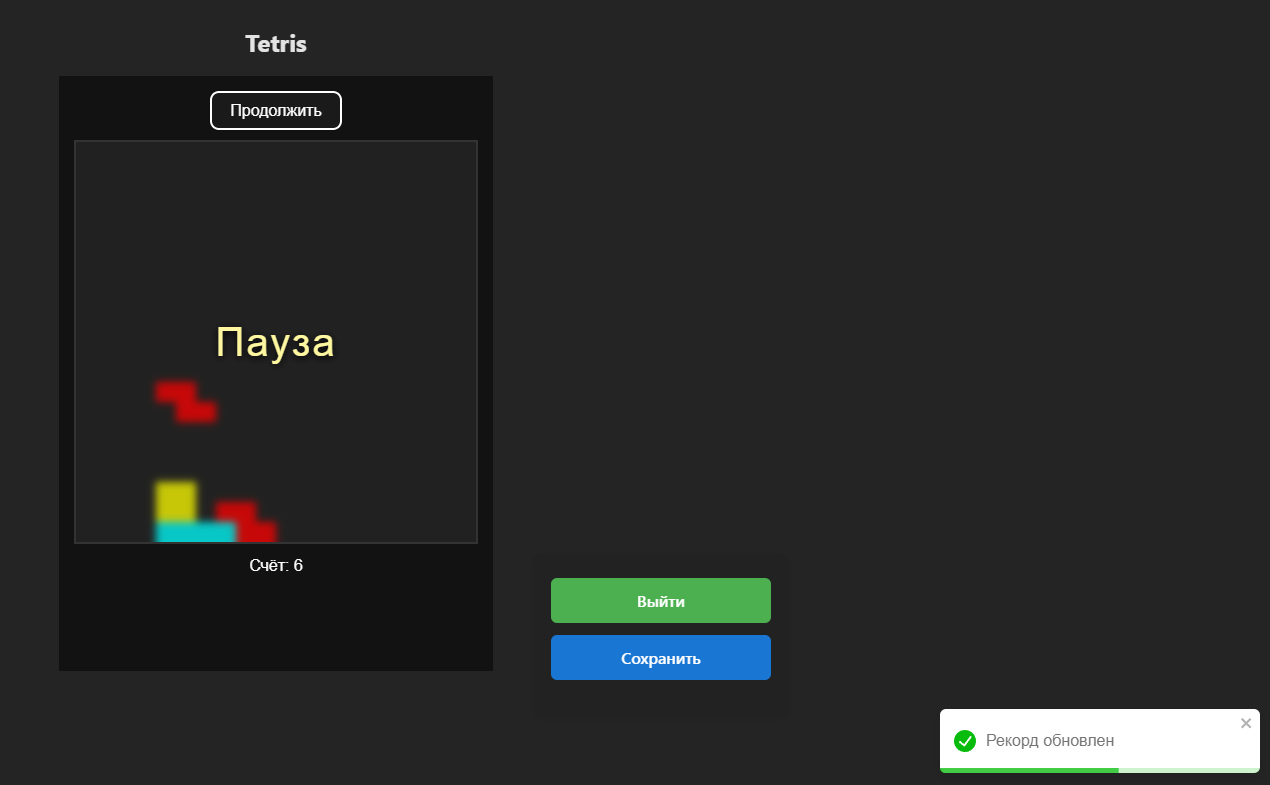 Tetris
Продолжить
Пауза
Счёт: 6
Выйти
Сохранить
Рекорд обновлен